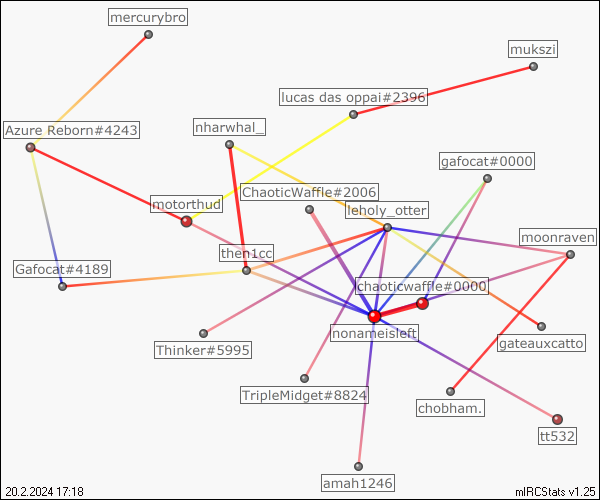 mercurybro
mukszi
lucas das oppai#2396
Azure Reborn#4243
nharwhal_
gafocat#0000
ChaoticWaffle#2006
motorthud
leholy_otter
moonraven
then1cc
Gafocat#4189
chaoticwaffle#0000
nonameisleft
gateauxcatto
Thinker#5995
TripleMidget#8824
chobham.
tt532
amah1246
20.2.2024 17:18
mIRCStats v1.25